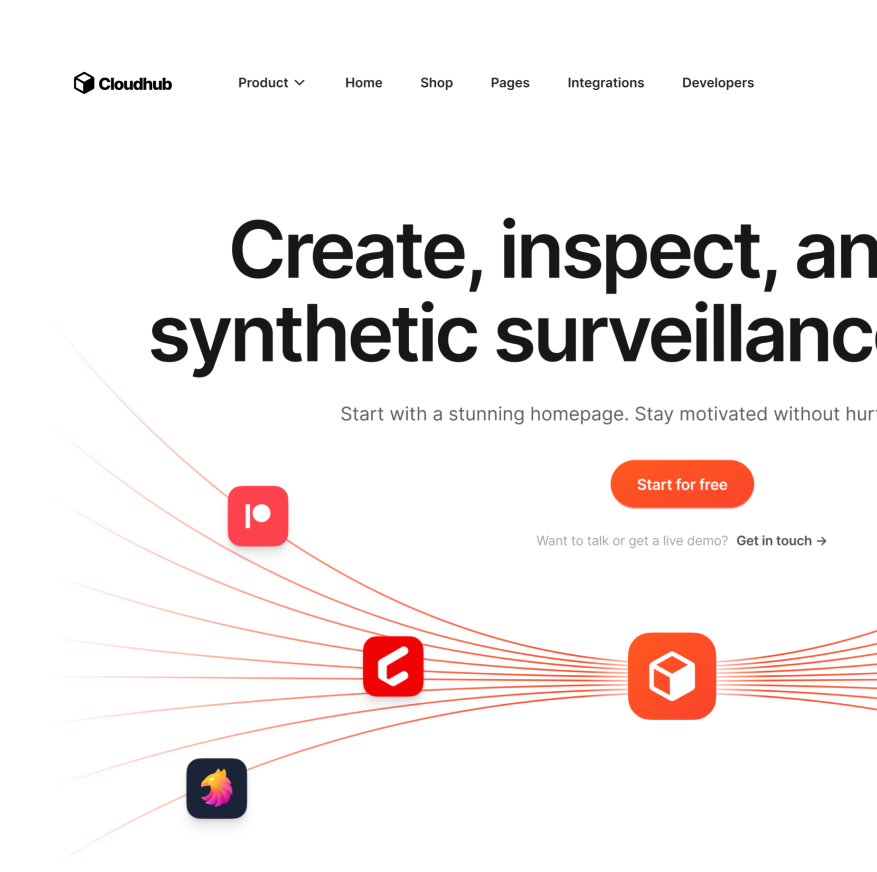 Cloudhub Product Home Shop Pages Integrations Developers
Create, inspect, an
synthetic surveillanc
Start with a stunning homepage. Stay motivated without hur
Start for free
Want to talk or get a live demo? Get in touch →